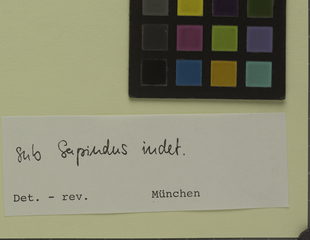 sub Sapindus indet.
Det. - rev. München